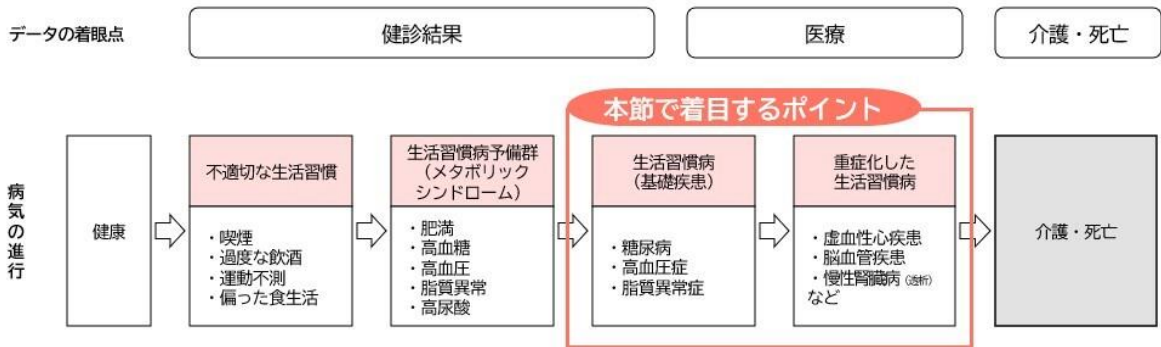 データの着眼点
健診結果
医療
介護・死亡
本節で着目するポイント
病気の進行
健康
不適切な生活習慣
・喫煙
・過度な飲酒
・運動不測
・偏った食生活
生活習慣病予備群
（メタボリック
シンドローム）
・肥満
・高血糖
・高血圧
・脂質異常
・高尿酸
生活習慣病
（基礎疾患）
・糖尿病
・高血圧症
・脂質異常症
重症化した
生活習慣病
・虚血性心疾患
・脳血管疾患
・慢性腎臓病（透析）
など
介護・死亡